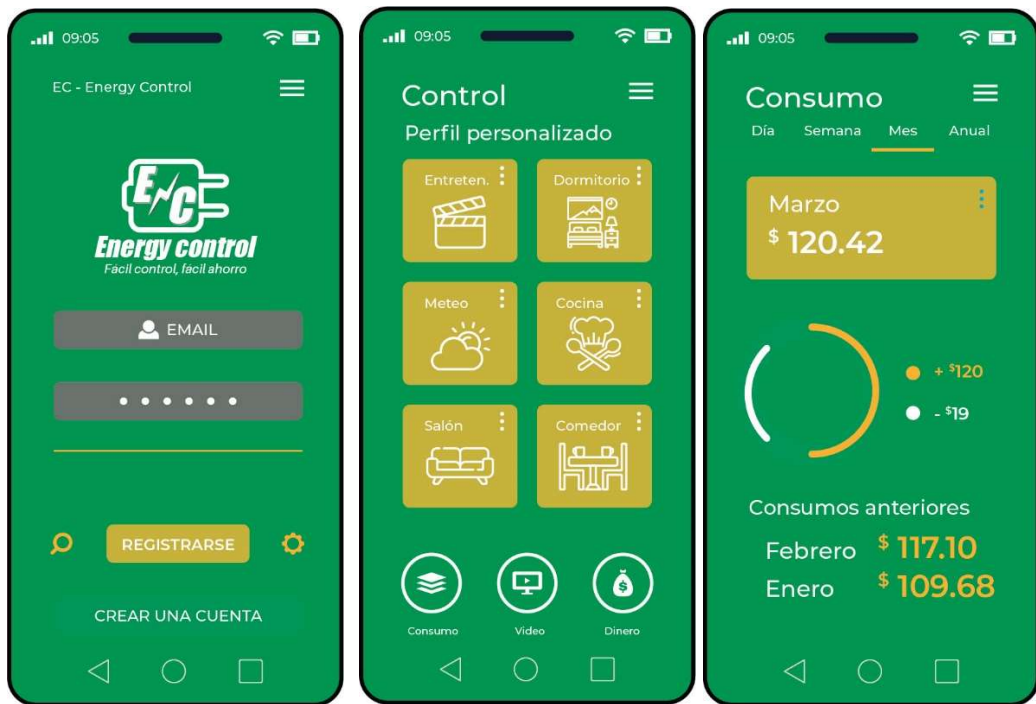 09:05
EC - Energy Control
E C
Energy control
Fácil control, fácil ahorro
EMAIL
REGISTRARSE
CREAR UNA CUENTA
09:05
Control
Perfil personalizado
Entreten.
Dormitorio
Meteo
Cocina
Salón
Comedor
$
Consumo
Video
Dinero
09:05
Consumo
Día Semana Mes Anual
Marzo
$ 120.42
+ $120
- $19
Consumos anteriores
Febrero $ 117.10
Enero $ 109.68